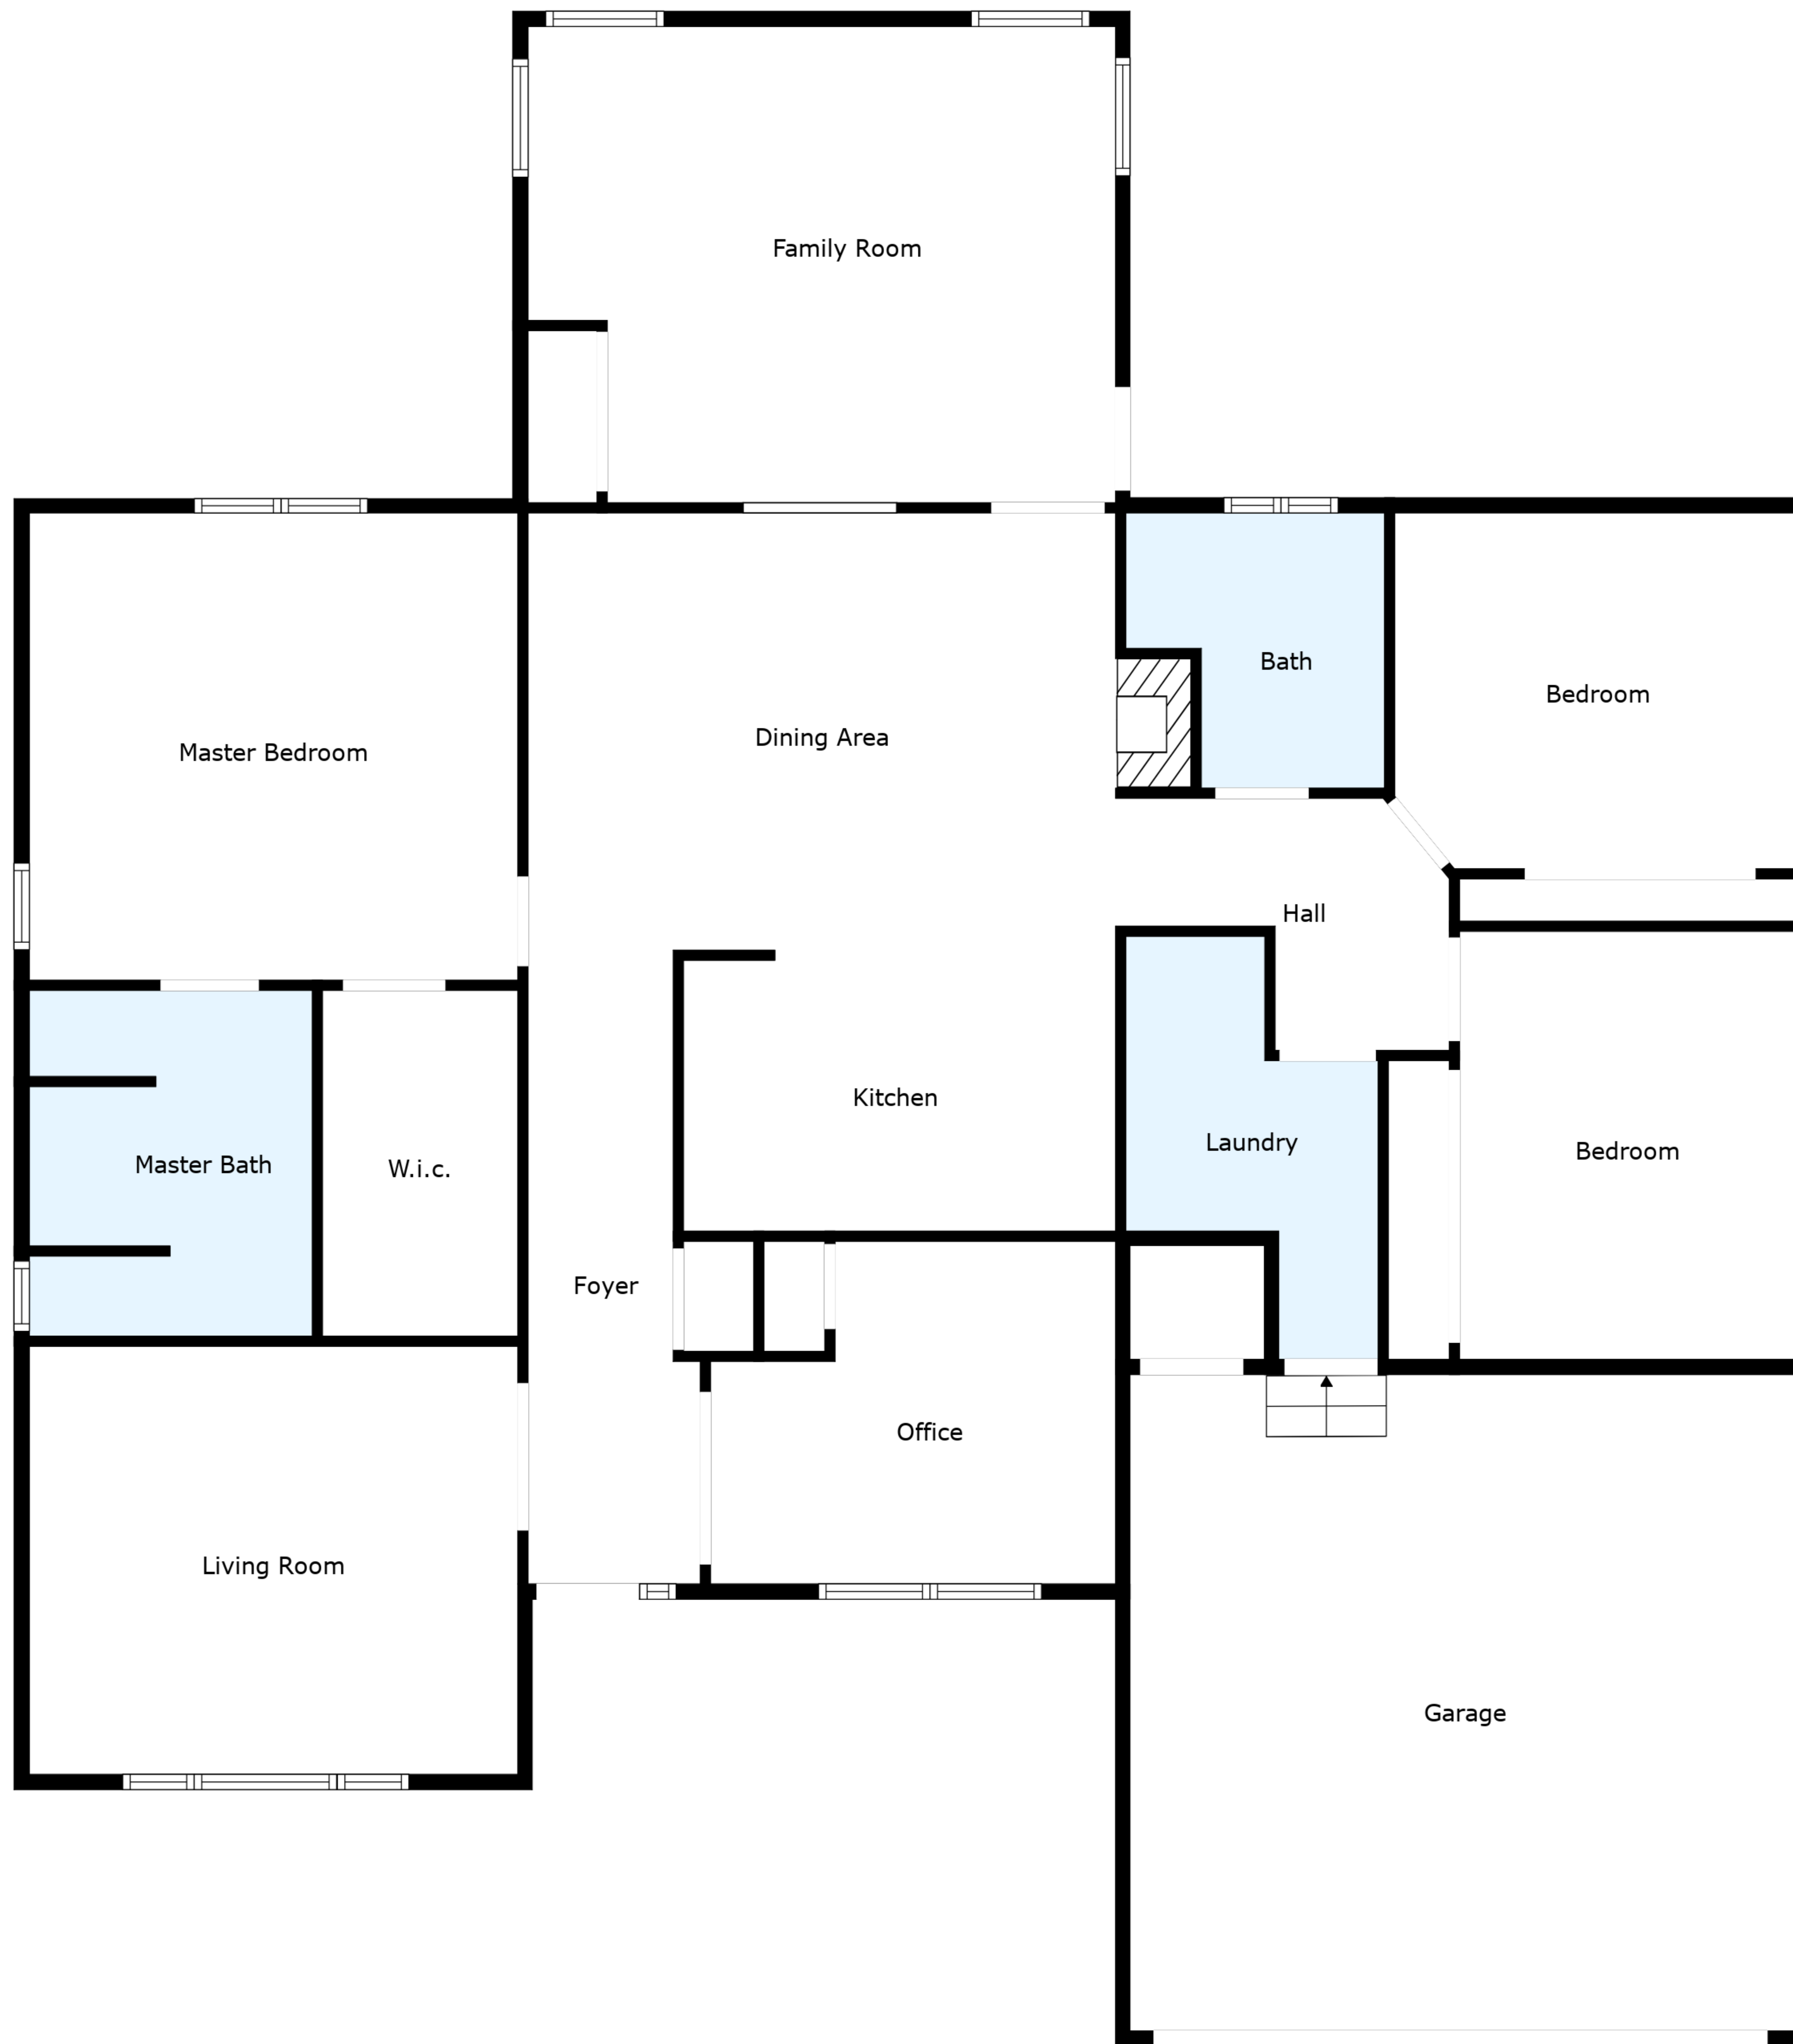 Family Room
Bath
Bedroom
Dining Area
Master Bedroom
Hall
Kitchen
Laundry
Bedroom
Master Bath
W.i.c.
Foyer
Office
Living Room
Garage